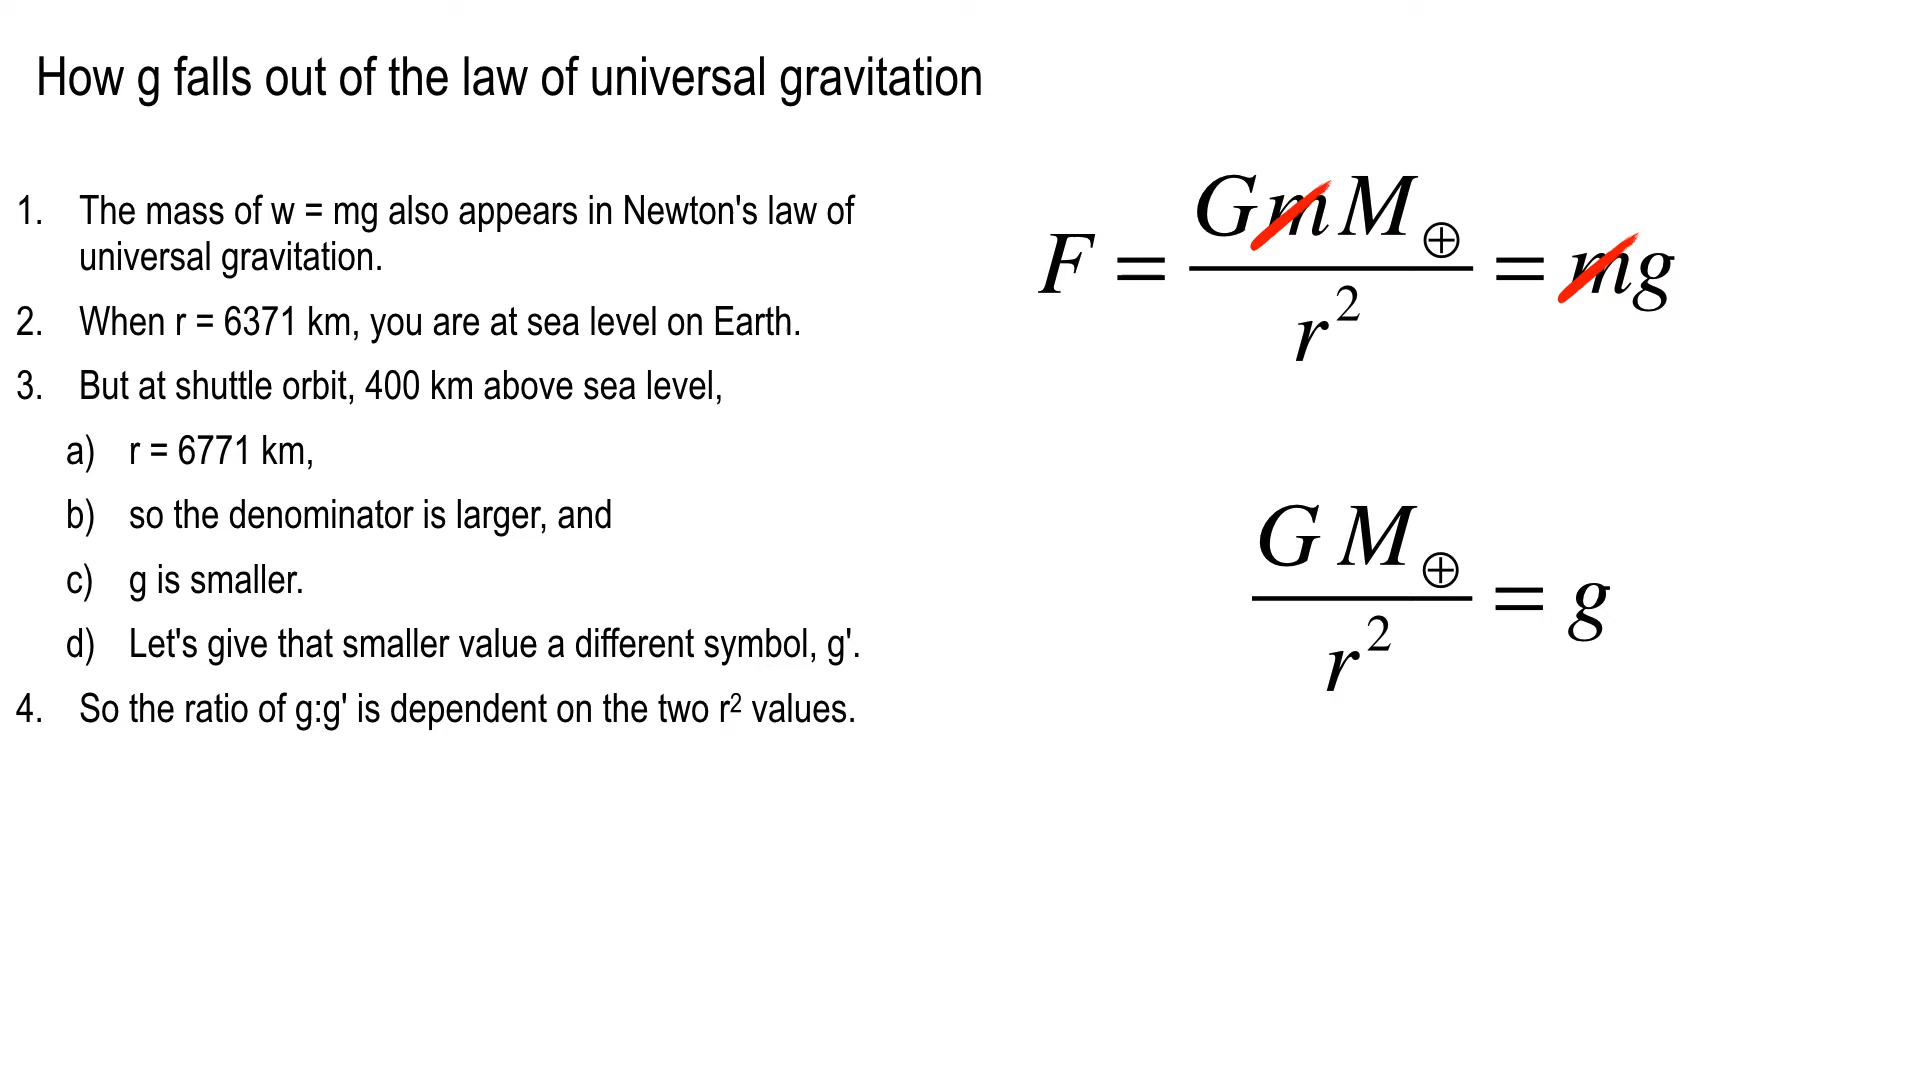 How g falls out of the law of universal gravitation
1. The mass of w = mg also appears in Newton's law of
universal gravitation.
2. When r = 6371 km, you are at sea level on Earth.
3. But at shuttle orbit, 400 km above sea level,
a) r = 6771 km,
b) so the denominator is larger, and
c) g is smaller.
d) Let's give that smaller value a different symbol, g'.
4. So the ratio of g:g' is dependent on the two r² values.
F = GmM⊕ / r² = mg
G M⊕ / r² = g